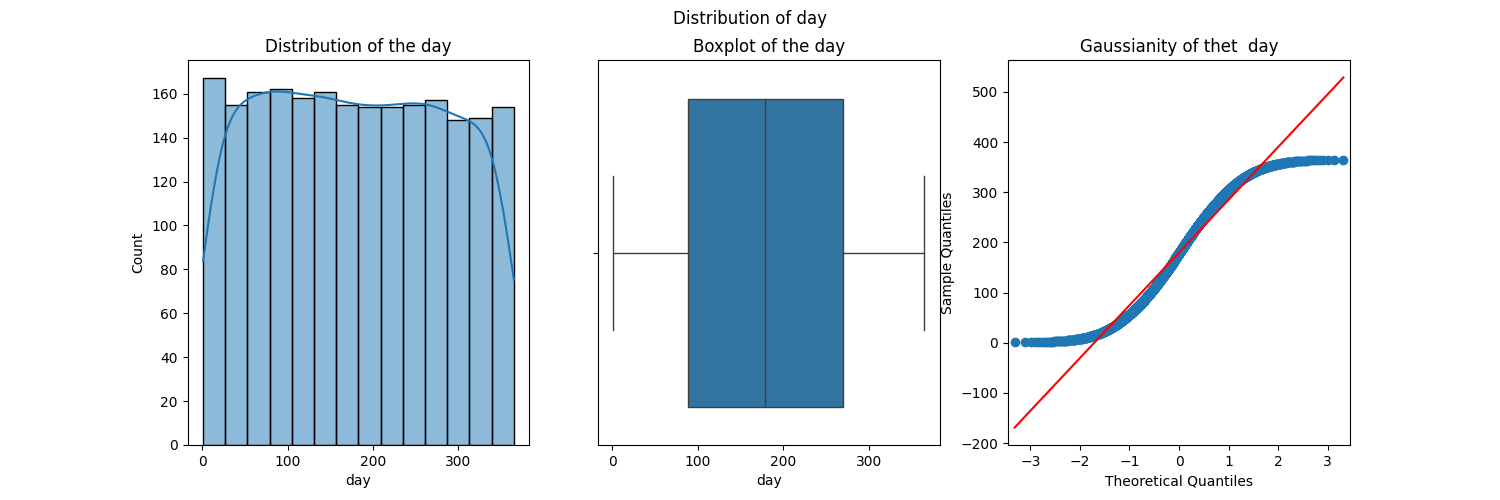 Distribution of day
Distribution of the day
Count
160
140
120
100
80
60
40
20
0
0 100 200 300
day
Boxplot of the day
0 100 200 300
day
Gaussianity of thet  day
Sample Quantiles
500
400
300
200
100
0
−100
−200
−3 −2 −1 0 1 2 3
Theoretical Quantiles